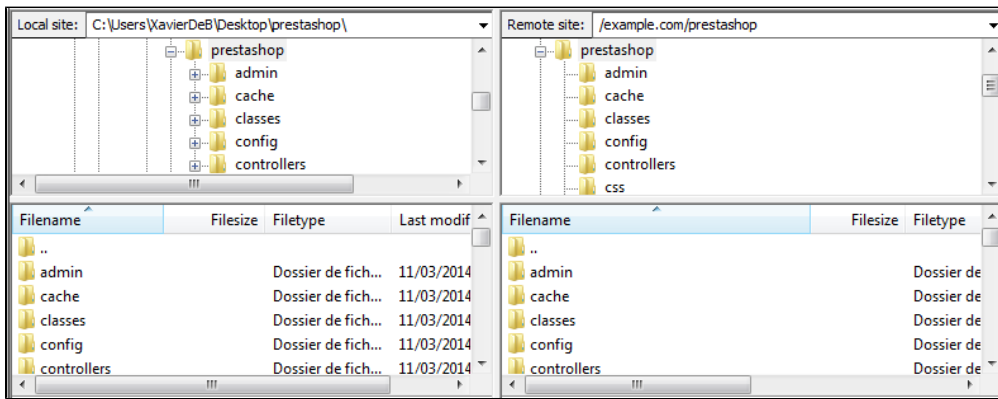 Local site: C:\Users\XavierDeB\Desktop\prestashop\
prestashop
admin
cache
classes
config
controllers
Filename Filesize Filetype Last modif
..
admin Dossier de fich... 11/03/2014
cache Dossier de fich... 11/03/2014
classes Dossier de fich... 11/03/2014
config Dossier de fich... 11/03/2014
controllers Dossier de fich... 11/03/2014
Remote site: /example.com/prestashop
prestashop
admin
cache
classes
config
controllers
css
Filename Filesize Filetype
..
admin Dossier de
cache Dossier de
classes Dossier de
config Dossier de
controllers Dossier de